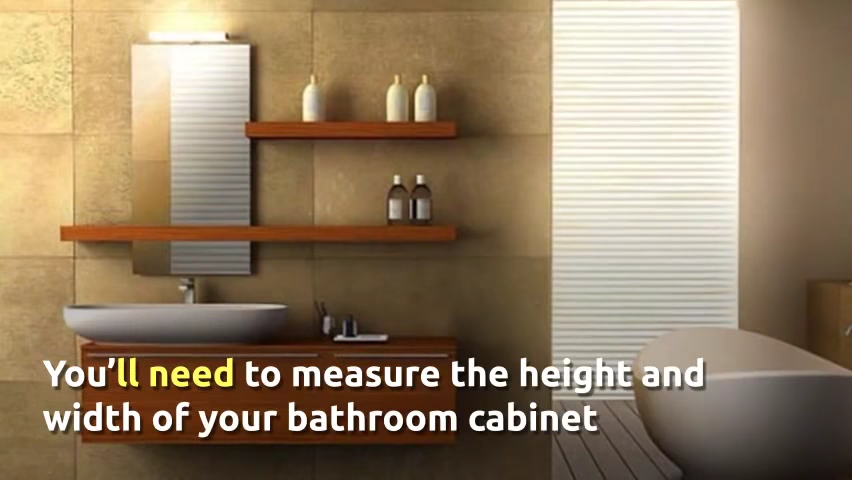 You’ll need to measure the height and
width of your bathroom cabinet